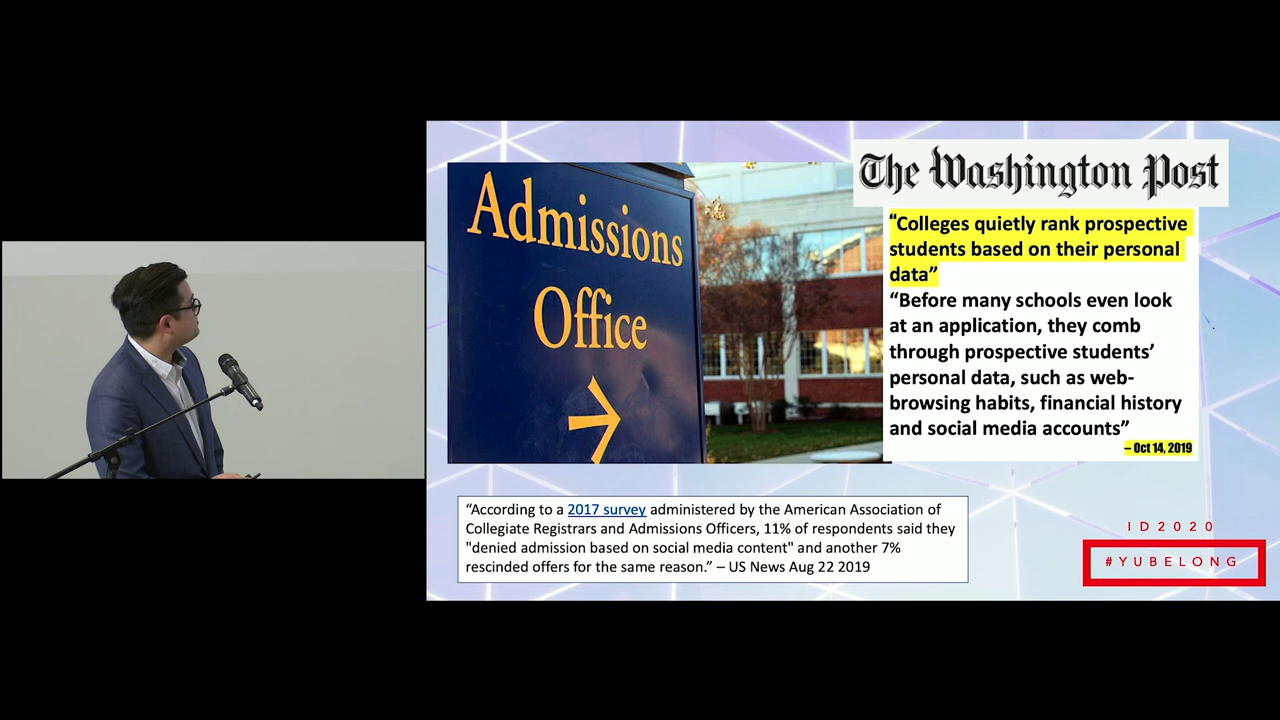 Admissions
Office
The Washington Post
“Colleges quietly rank prospective
students based on their personal
data”
“Before many schools even look
at an application, they comb
through prospective students’
personal data, such as web-
browsing habits, financial history
and social media accounts”
– Oct 14, 2019
“According to a 2017 survey administered by the American Association of
Collegiate Registrars and Admissions Officers, 11% of respondents said they
"denied admission based on social media content" and another 7%
rescinded offers for the same reason.” – US News Aug 22 2019
ID2020
#YUBELONG